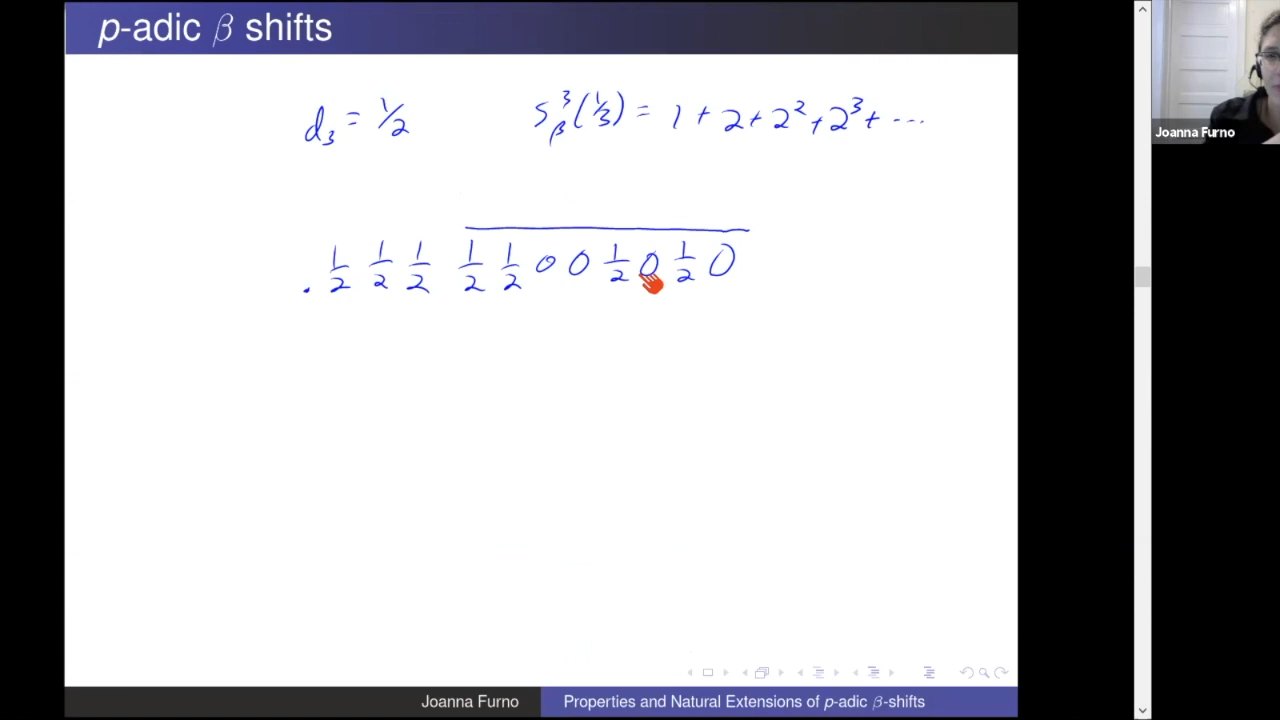 p-adic β shifts
d₃ = 1/2 S³_β(1/3) = 1 + 2 + 2² + 2³ + ...
. 1/2 1/2 1/2 1/2 1/2 0 0 1/2 0 1/2 0
Joanna Furno
Joanna Furno Properties and Natural Extensions of p-adic β-shifts